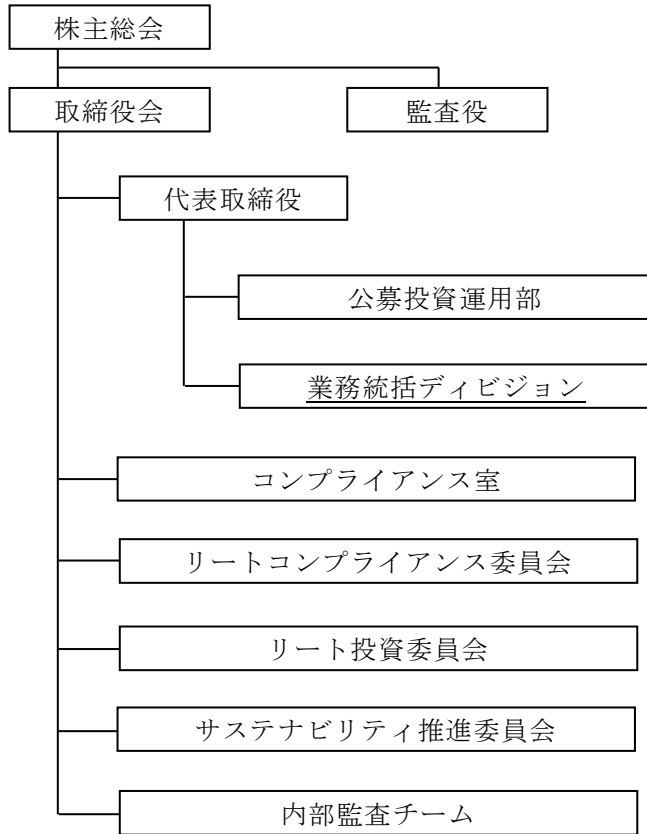 株主総会
取締役会
監査役
代表取締役
公募投資運用部
業務統括ディビジョン
コンプライアンス室
リートコンプライアンス委員会
リート投資委員会
サステナビリティ推進委員会
内部監査チーム